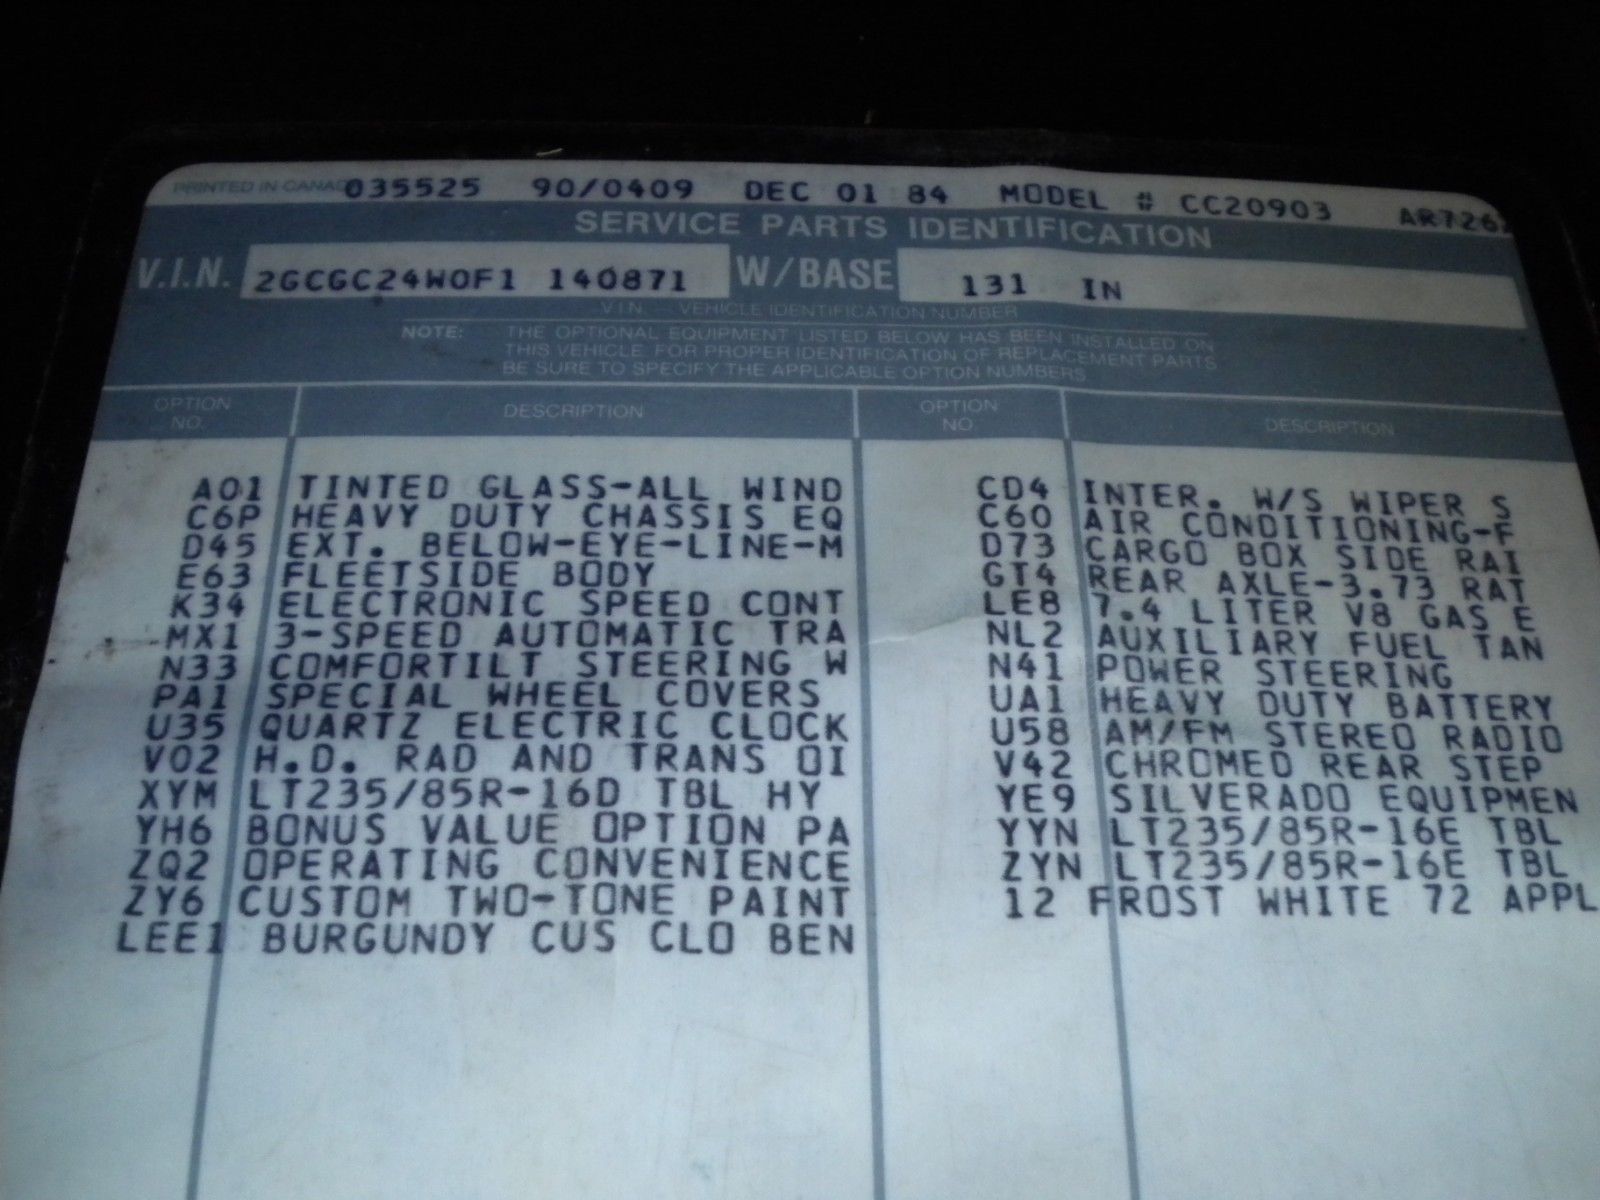 PRINTED IN CANADA 035525 90/0409 DEC 01 84 MODEL # CC20903
SERVICE PARTS IDENTIFICATION
V.I.N. 2GCGC24W0F1 140871 W/BASE 131 IN
V.I.N. - VEHICLE IDENTIFICATION NUMBER
NOTE: THE OPTIONAL EQUIPMENT LISTED BELOW HAS BEEN INSTALLED ON
THIS VEHICLE. FOR PROPER IDENTIFICATION OF REPLACEMENT PARTS
BE SURE TO SPECIFY THE APPLICABLE OPTION NUMBERS.
OPTION NO. DESCRIPTION OPTION NO. DESCRIPTION
A01 TINTED GLASS-ALL WIND CD4 INTER. W/S WIPER S
C6P HEAVY DUTY CHASSIS EQ C60 AIR CONDITIONING-F
D45 EXT. BELOW-EYE-LINE-M D73 CARGO BOX SIDE RAI
E63 FLEETSIDE BODY GT4 REAR AXLE-3.73 RAT
K34 ELECTRONIC SPEED CONT LE8 7.4 LITER V8 GAS E
MX1 3-SPEED AUTOMATIC TRA NL2 AUXILIARY FUEL TAN
N33 COMFORTILT STEERING W N41 POWER STEERING
PA1 SPECIAL WHEEL COVERS UA1 HEAVY DUTY BATTERY
U35 QUARTZ ELECTRIC CLOCK U58 AM/FM STEREO RADIO
V02 H.D. RAD AND TRANS OI V42 CHROMED REAR STEP
XYM LT235/85R-16D TBL HY YE9 SILVERADO EQUIPMEN
YH6 BONUS VALUE OPTION PA YYN LT235/85R-16E TBL
ZQ2 OPERATING CONVENIENCE ZYN LT235/85R-16E TBL
ZY6 CUSTOM TWO-TONE PAINT 12 FROST WHITE 72 APPL
LEE1 BURGUNDY CUS CLO BEN